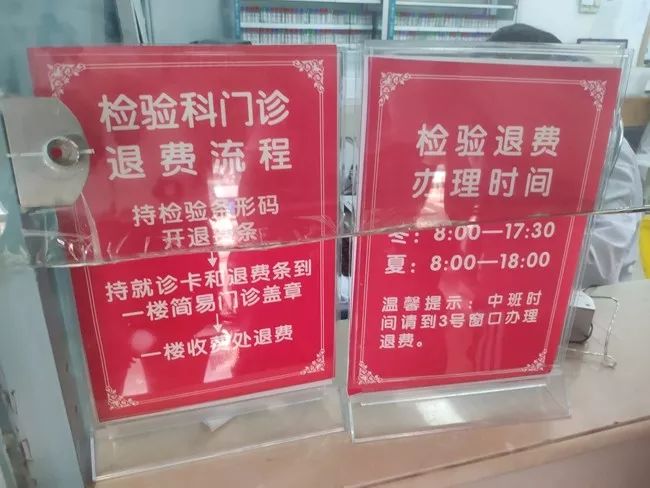 检验科门诊
退费流程
持检验条形码
开退费条
持就诊卡和退费条到
一楼简易门诊盖章
一楼收费处退费
检验退费
办理时间
冬：8:00—17:30
夏：8:00—18:00
温馨提示：中班时
间请到3号窗口办理
退费。